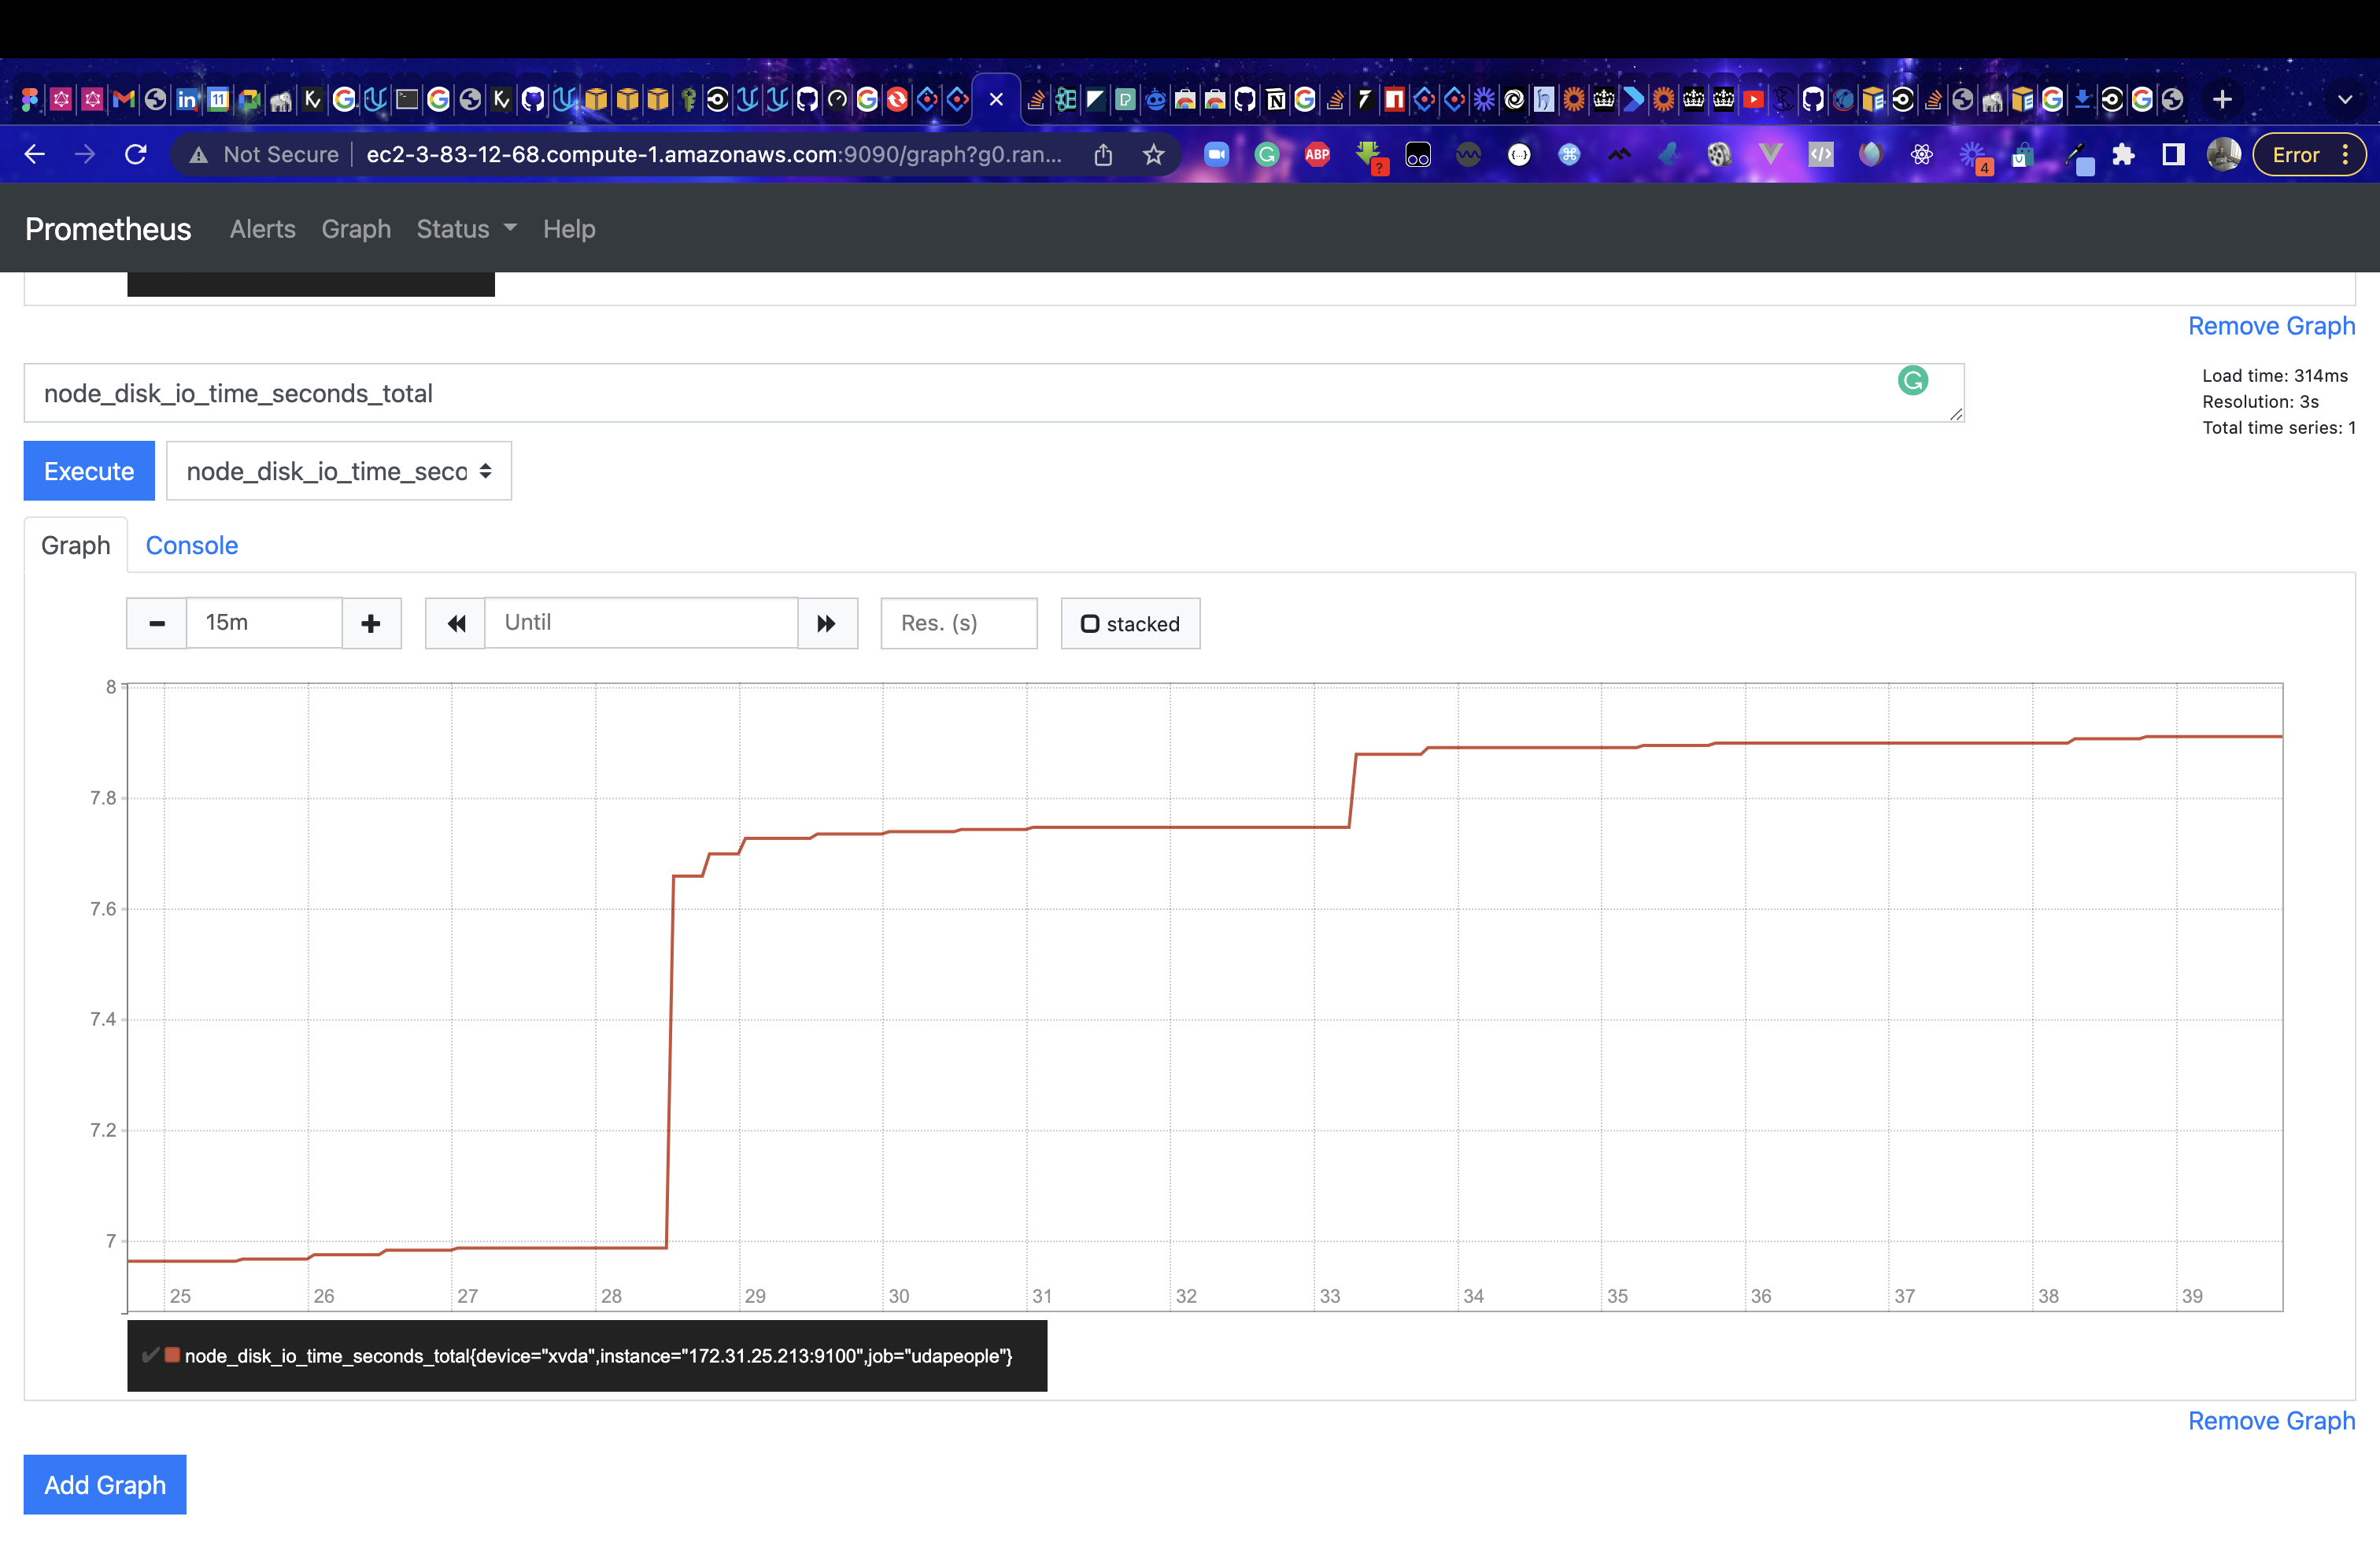 Not Secure
ec2-3-83-12-68.compute-1.amazonaws.com:9090/graph?g0.ran...
ABP
?
4
Error
Prometheus
Alerts
Graph
Status
Help
Remove Graph
node_disk_io_time_seconds_total
Load time: 314ms
Resolution: 3s
Total time series: 1
Execute
node_disk_io_time_seco
Graph
Console
15m
Until
Res. (s)
stacked
8
7.8
7.6
7.4
7.2
7
25 26 27 28 29 30 31 32 33 34 35 36 37 38 39
node_disk_io_time_seconds_total{device="xvda",instance="172.31.25.213:9100",job="udapeople"}
Remove Graph
Add Graph